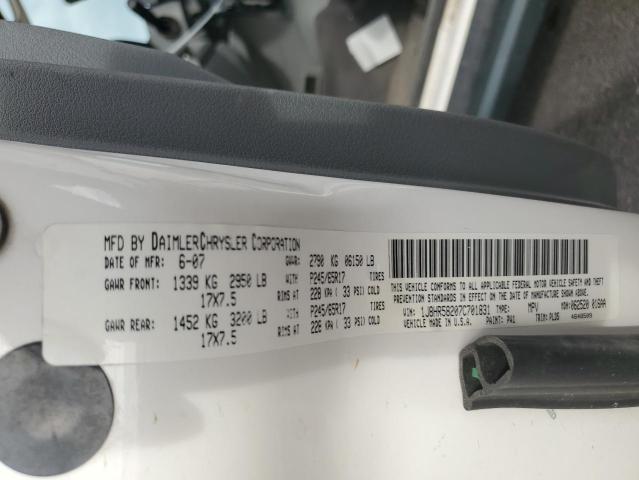 MFD BY DAIMLERCHRYSLER CORPORATION
DATE OF MFR: 6-07 GVWR: 2790 KG 06150 LB
GAWR FRONT: 1339 KG 2950 LB WITH P245/65R17 TIRES
17X7.5 RIMS AT 228 KPA ( 33 PSI) COLD
GAWR REAR: 1452 KG 3200 LB WITH P245/65R17 TIRES
17X7.5 RIMS AT 228 KPA ( 33 PSI) COLD
THIS VEHICLE CONFORMS TO ALL APPLICABLE FEDERAL MOTOR VEHICLE SAFETY AND THEFT
PREVENTION STANDARDS IN EFFECT ON THE DATE OF MANUFACTURE SHOWN ABOVE.
VIN: 1J8HR58207C701831 TYPE: MPV MDH:
VEHICLE MADE IN U.S.A. PAINT: PW1 TRIM: PLD5